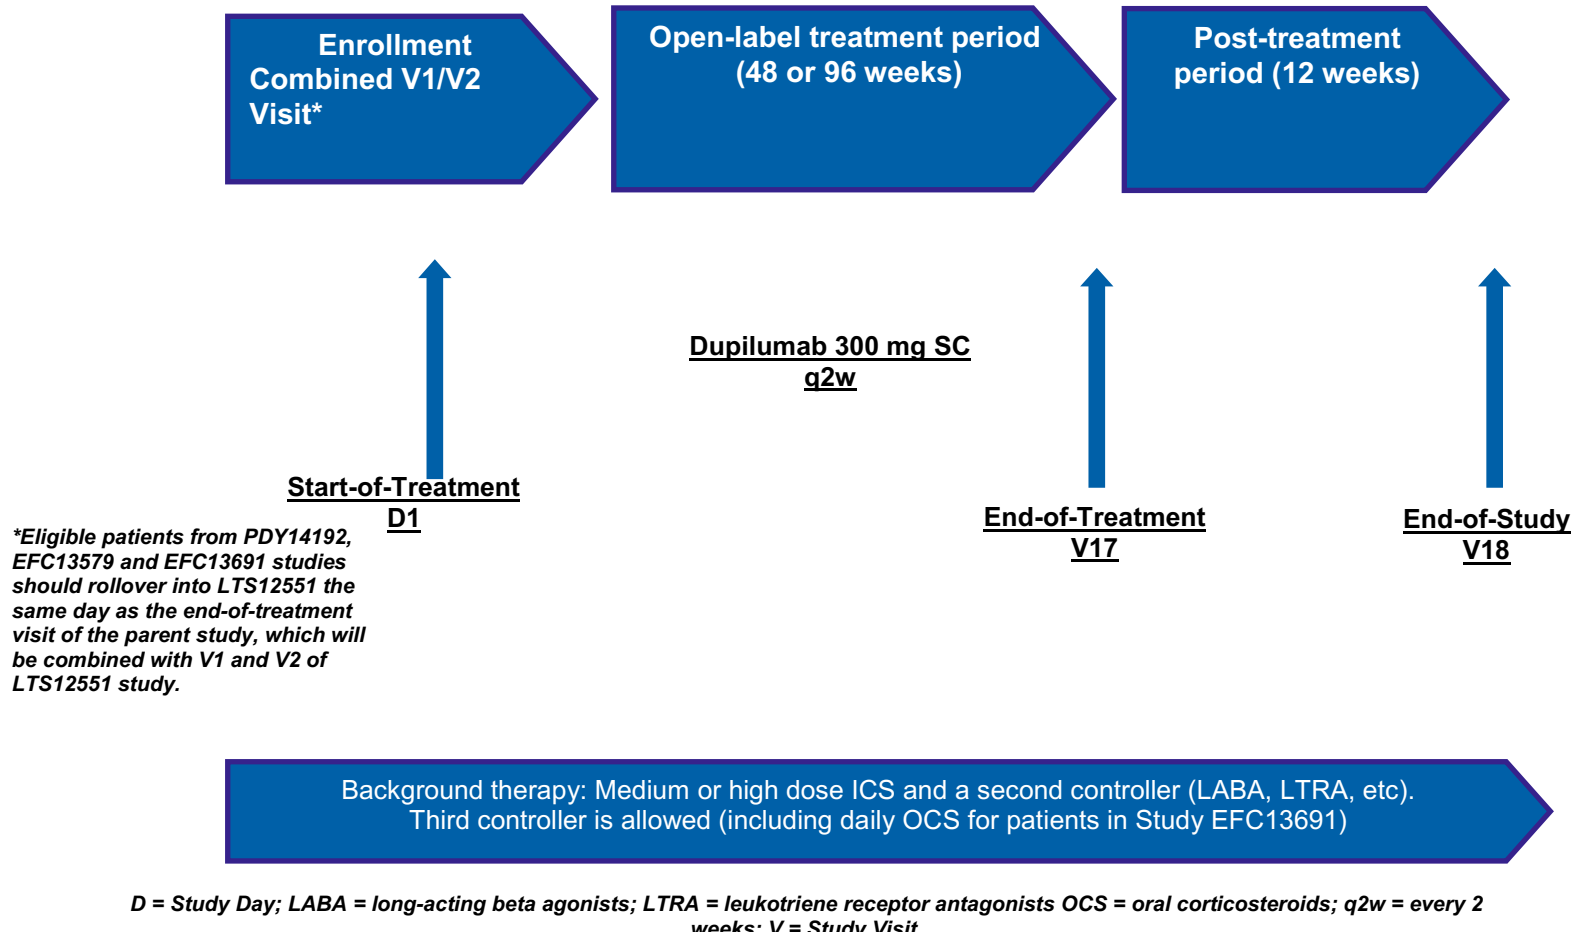 Enrollment
Combined V1/V2
Visit*
Open-label treatment period
(48 or 96 weeks)
Post-treatment
period (12 weeks)
Dupilumab 300 mg SC
q2w
Start-of-Treatment
D1
End-of-Treatment
V17
End-of-Study
V18
*Eligible patients from PDY14192,
EFC13579 and EFC13691 studies
should rollover into LTS12551 the
same day as the end-of-treatment
visit of the parent study, which will
be combined with V1 and V2 of
LTS12551 study.
Background therapy: Medium or high dose ICS and a second controller (LABA, LTRA, etc).
Third controller is allowed (including daily OCS for patients in Study EFC13691)
D = Study Day; LABA = long-acting beta agonists; LTRA = leukotriene receptor antagonists OCS = oral corticosteroids; q2w = every 2
weeks; V = Study Visit